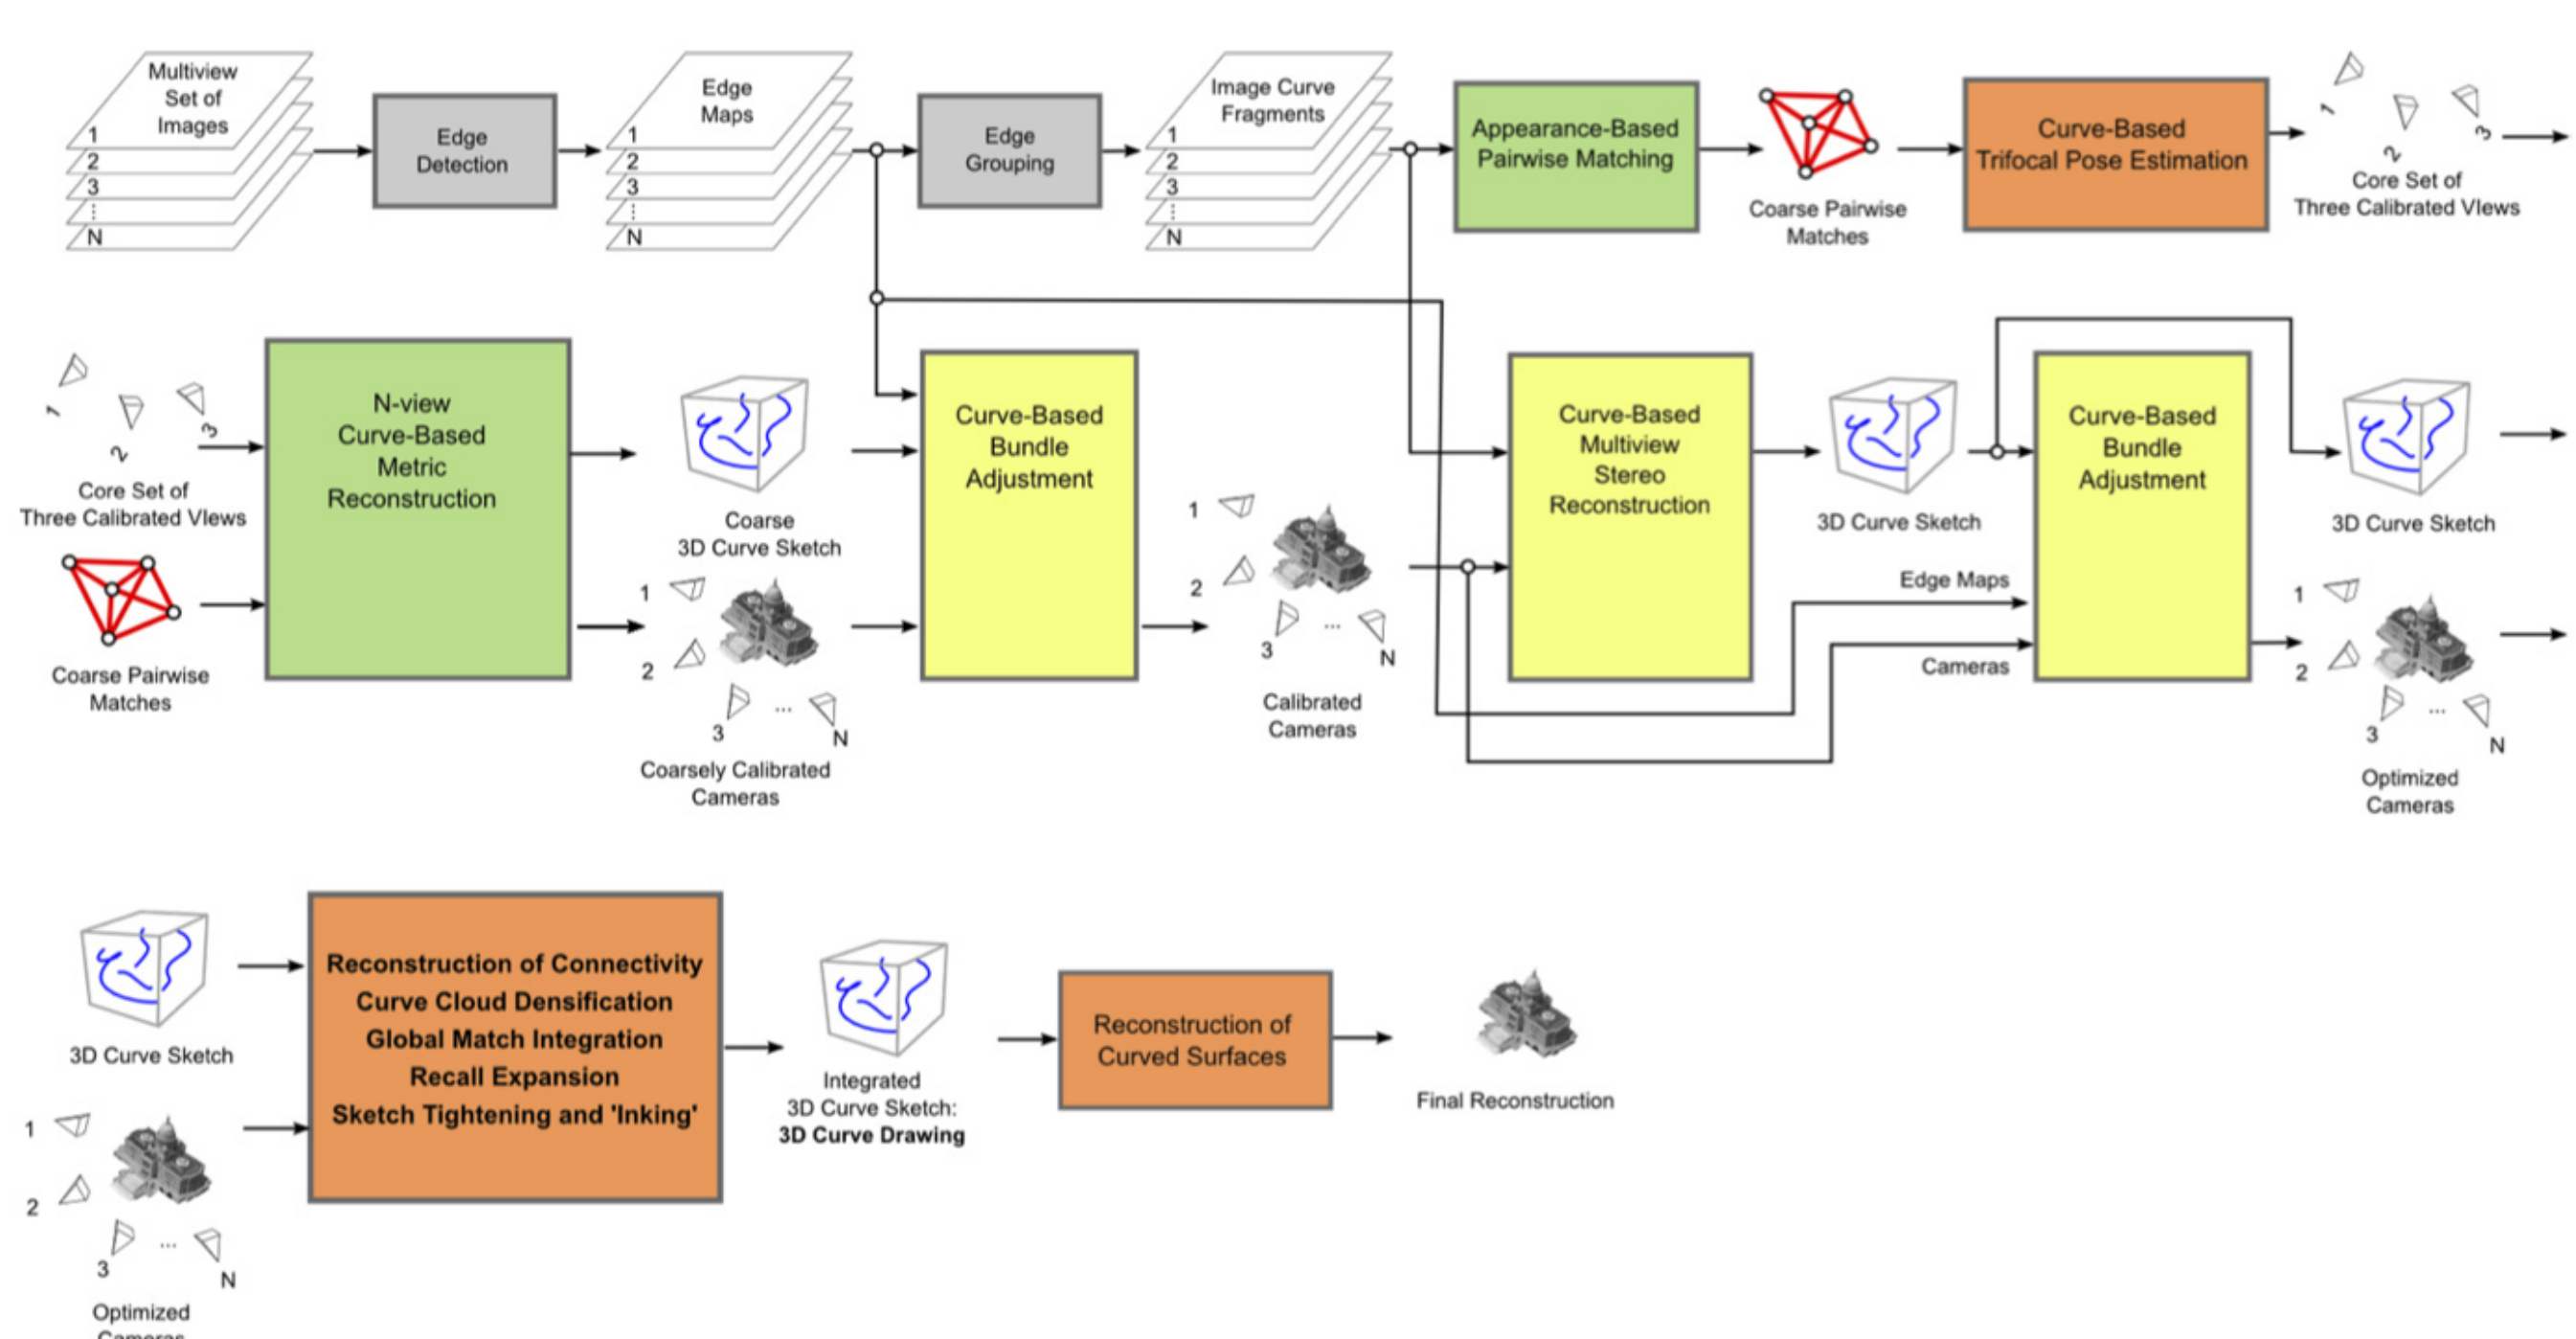 Multiview
Set of
Images
1
2
3
N
Edge
Detection
Edge
Maps
1
2
3
N
Edge
Grouping
Image Curve
Fragments
1
2
3
N
Appearance-Based
Pairwise Matching
Coarse Pairwise
Matches
Curve-Based
Trifocal Pose Estimation
1
2
3
Core Set of
Three Calibrated VIews
1
2
3
Core Set of
Three Calibrated VIews
Coarse Pairwise
Matches
N-view
Curve-Based
Metric
Reconstruction
Coarse
3D Curve Sketch
1
2
3
...
N
Coarsely Calibrated
Cameras
Curve-Based
Bundle
Adjustment
1
2
3
...
N
Calibrated
Cameras
Curve-Based
Multiview
Stereo
Reconstruction
3D Curve Sketch
Edge Maps
Cameras
Curve-Based
Bundle
Adjustment
3D Curve Sketch
1
2
3
...
N
Optimized
Cameras
3D Curve Sketch
1
2
3
...
N
Optimized
Cameras
Reconstruction of Connectivity
Curve Cloud Densification
Global Match Integration
Recall Expansion
Sketch Tightening and 'Inking'
Integrated
3D Curve Sketch:
3D Curve Drawing
Reconstruction of
Curved Surfaces
Final Reconstruction